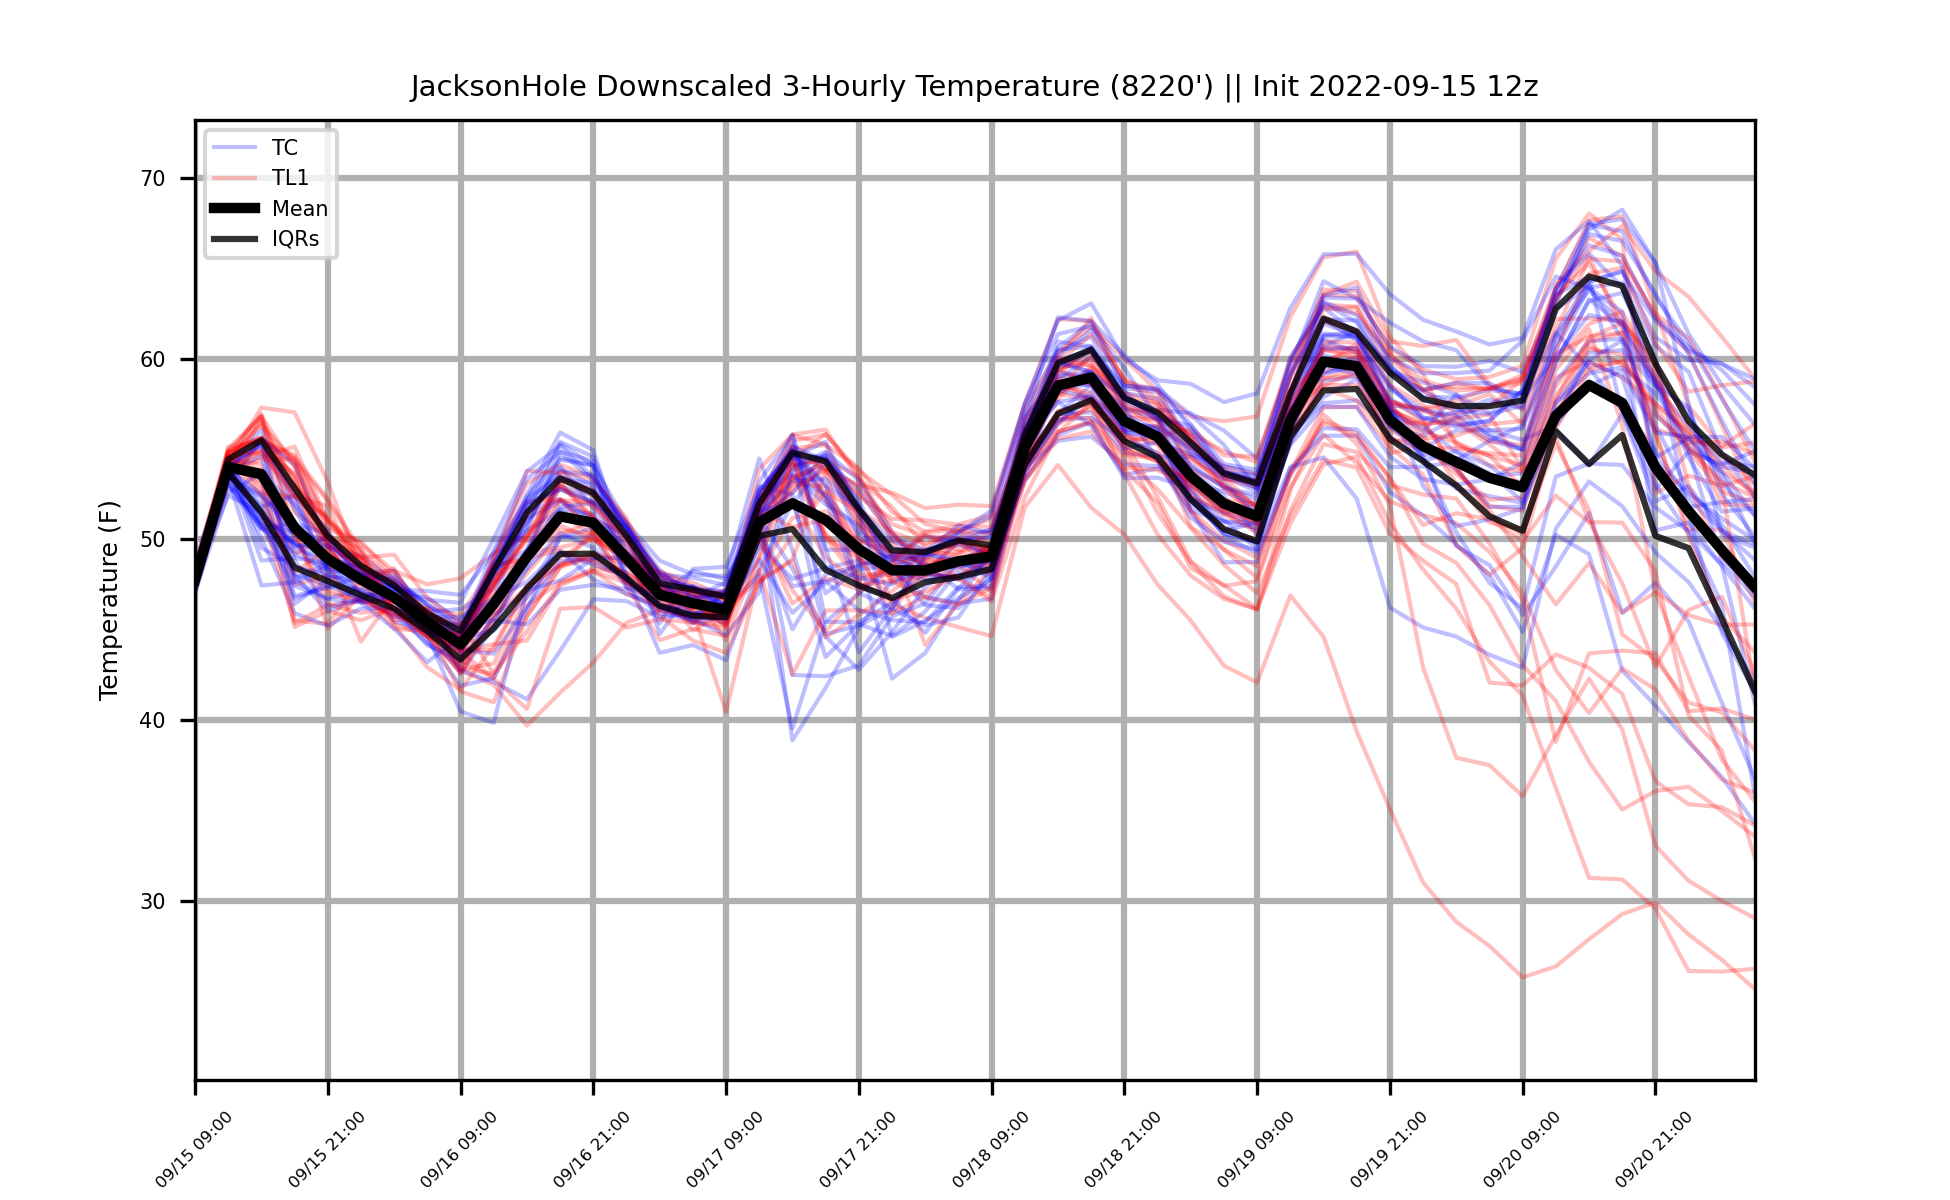 JacksonHole Downscaled 3-Hourly Temperature (8220') || Init 2022-09-15 12z
TC
TL1
Mean
IQRs
Temperature (F)
70
60
50
40
30
09/15 09:00
09/15 21:00
09/16 09:00
09/16 21:00
09/17 09:00
09/17 21:00
09/18 09:00
09/18 21:00
09/19 09:00
09/19 21:00
09/20 09:00
09/20 21:00